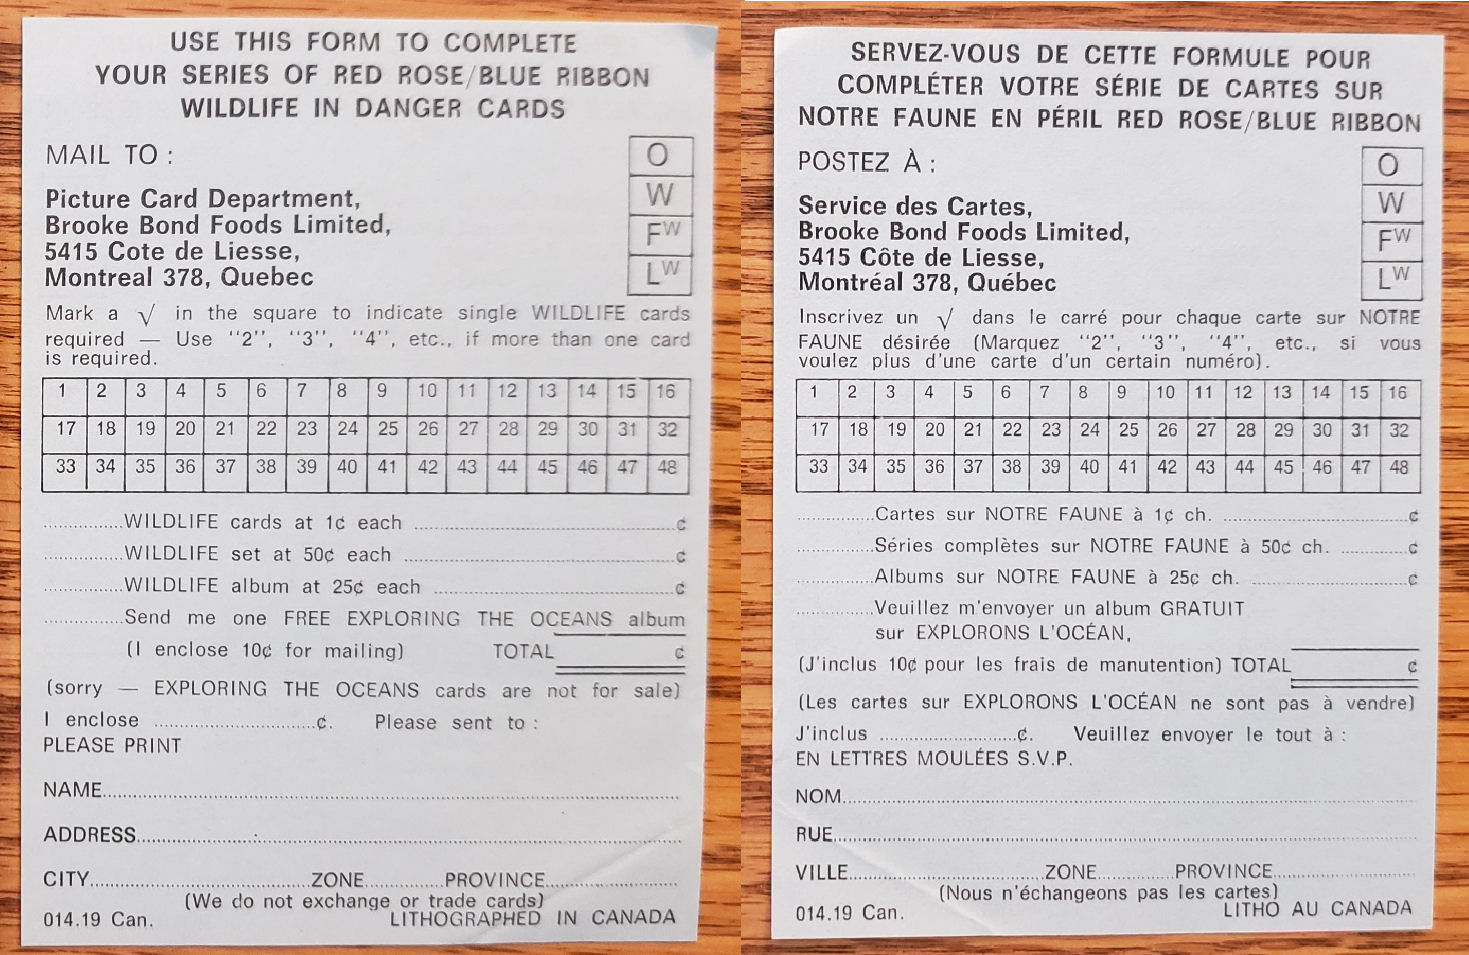 USE THIS FORM TO COMPLETE
YOUR SERIES OF RED ROSE/BLUE RIBBON
WILDLIFE IN DANGER CARDS
MAIL TO :
Picture Card Department,
Brooke Bond Foods Limited,
5415 Cote de Liesse,
Montreal 378, Quebec
O
W
FW
LW
Mark a √ in the square to indicate single WILDLIFE cards
required — Use "2", "3", "4", etc., if more than one card
is required.
1 2 3 4 5 6 7 8 9 10 11 12 13 14 15 16
17 18 19 20 21 22 23 24 25 26 27 28 29 30 31 32
33 34 35 36 37 38 39 40 41 42 43 44 45 46 47 48
...............WILDLIFE cards at 1¢ each ...............¢
...............WILDLIFE set at 50¢ each ...............¢
...............WILDLIFE album at 25¢ each ...............¢
...............Send me one FREE EXPLORING THE OCEANS album
(I enclose 10¢ for mailing) TOTAL ¢
(sorry — EXPLORING THE OCEANS cards are not for sale)
I enclose ...............¢. Please sent to :
PLEASE PRINT
NAME...............
ADDRESS...............
CITY...............ZONE...............PROVINCE...............
(We do not exchange or trade cards)
014.19 Can. LITHOGRAPHED IN CANADA
SERVEZ-VOUS DE CETTE FORMULE POUR
COMPLÉTER VOTRE SÉRIE DE CARTES SUR
NOTRE FAUNE EN PÉRIL RED ROSE/BLUE RIBBON
POSTEZ À :
Service des Cartes,
Brooke Bond Foods Limited,
5415 Côte de Liesse,
Montréal 378, Québec
O
W
FW
LW
Inscrivez un √ dans le carré pour chaque carte sur NOTRE
FAUNE désirée (Marquez "2", "3", "4", etc., si vous
voulez plus d'une carte d'un certain numéro).
1 2 3 4 5 6 7 8 9 10 11 12 13 14 15 16
17 18 19 20 21 22 23 24 25 26 27 28 29 30 31 32
33 34 35 36 37 38 39 40 41 42 43 44 45 46 47 48
...............Cartes sur NOTRE FAUNE à 1¢ ch. ...............¢
...............Séries complètes sur NOTRE FAUNE à 50¢ ch. ...............¢
...............Albums sur NOTRE FAUNE à 25¢ ch. ...............¢
...............Veuillez m'envoyer un album GRATUIT
sur EXPLORONS L'OCÉAN,
(J'inclus 10¢ pour les frais de manutention) TOTAL ¢
(Les cartes sur EXPLORONS L'OCÉAN ne sont pas à vendre)
J'inclus ...............¢. Veuillez envoyer le tout à :
EN LETTRES MOULÉES S.V.P.
NOM...............
RUE...............
VILLE...............ZONE...............PROVINCE...............
(Nous n'échangeons pas les cartes)
014.19 Can. LITHO AU CANADA